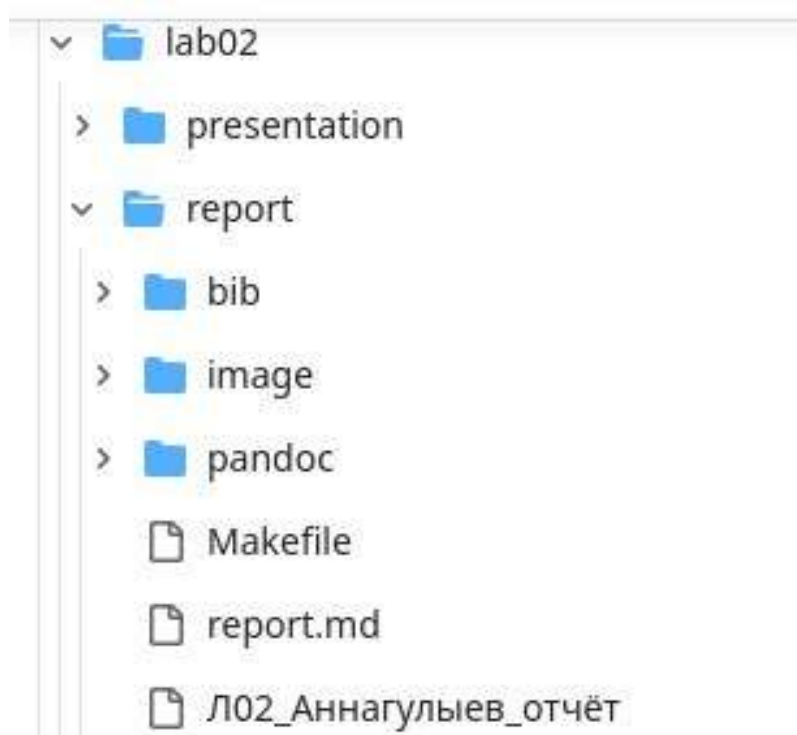 lab02
presentation
report
bib
image
pandoc
Makefile
report.md
Л02_Аннагулыев_отчёт